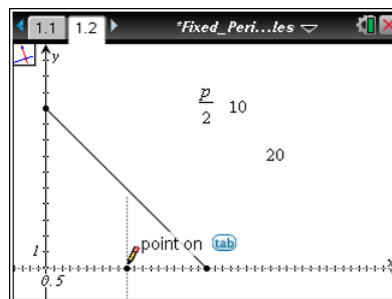 1.1 1.2 *Fixed_Peri...les
y
p/2 10
20
point on tab
1
0.5
x